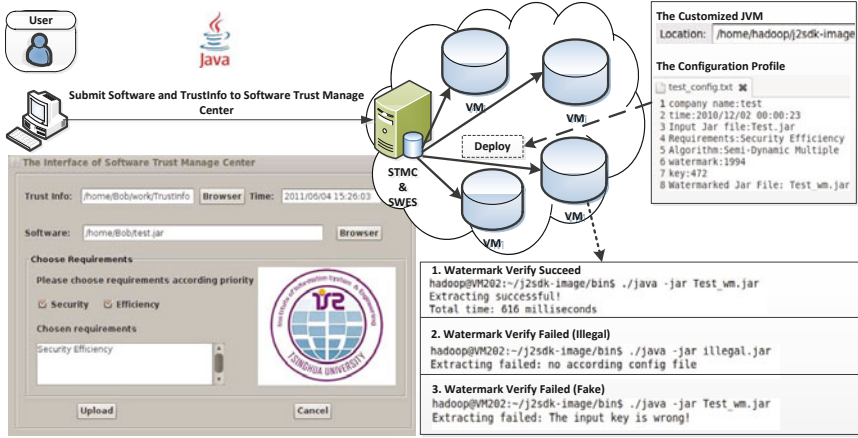 User
Java
Submit Software and TrustInfo to Software Trust Manage
Center
STMC
&
SWES
VM
VM
VM
VM
Deploy
The Customized JVM
Location: /home/hadoop/j2sdk-image
The Configuration Profile
test_config.txt
1 company name:test
2 time:2010/12/02 00:00:23
3 Input Jar file:Test.jar
4 Requirements:Security Efficiency
5 Algorithm:Semi-Dynamic Multiple
6 watermark:1994
7 key:472
8 Watermarked Jar File: Test_wm.jar
The Interface of Software Trust Manage Center
Trust Info: /home/Bob/work/TrustInfo Browser Time: 2011/06/04 15:26:03
Software: /home/Bob/test.jar Browser
Choose Requirements
Please choose requirements according priority
Security Efficiency
Chosen requirements
Security Efficiency
Institute of Information System & Engineering
TSINGHUA UNIVERSITY
Upload Cancel
1. Watermark Verify Succeed
hadoop@VM202:~/j2sdk-image/bin$ ./java -jar Test_wm.jar
Extracting successful!
Total time: 616 milliseconds
2. Watermark Verify Failed (Illegal)
hadoop@VM202:~/j2sdk-image/bin$ ./java -jar illegal.jar
Extracting failed: no according config file
3. Watermark Verify Failed (Fake)
hadoop@VM202:~/j2sdk-image/bin$ ./java -jar Test_wm.jar
Extracting failed: The input key is wrong!